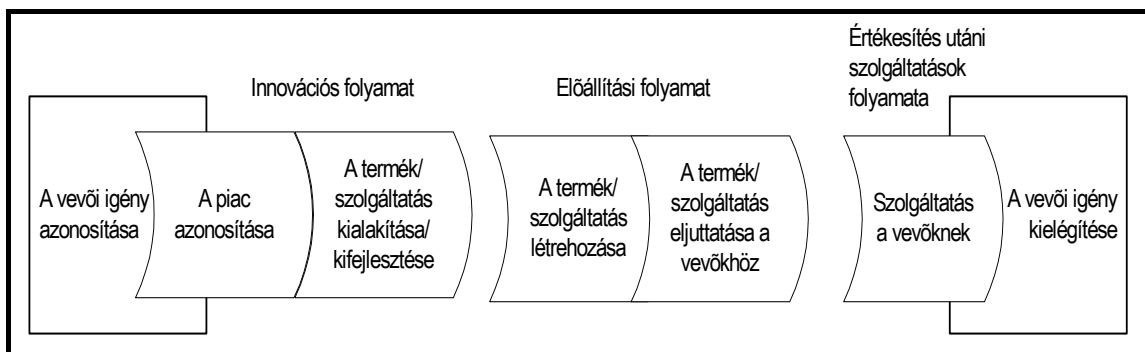 Innovációs folyamat
Elõállítási folyamat
Értékesítés utáni
szolgáltatások
folyamata
A vevõi igény
azonosítása
A piac
azonosítása
A termék/
szolgáltatás
kialakítása/
kifejlesztése
A termék/
szolgáltatás
létrehozása
A termék/
szolgáltatás
eljuttatása a
vevõkhöz
Szolgáltatás
a vevõknek
A vevõi igény
kielégítése